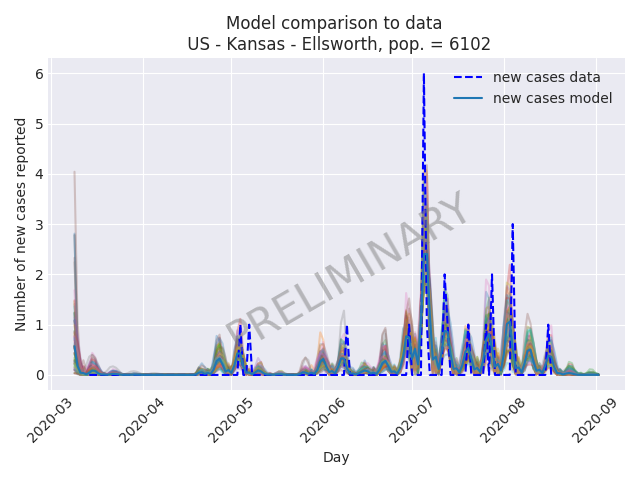 Model comparison to data
US - Kansas - Ellsworth, pop. = 6102
new cases data
new cases model
Number of new cases reported
6
5
4
3
2
1
0
PRELIMINARY
2020-03
2020-04
2020-05
2020-06
2020-07
2020-08
2020-09
Day